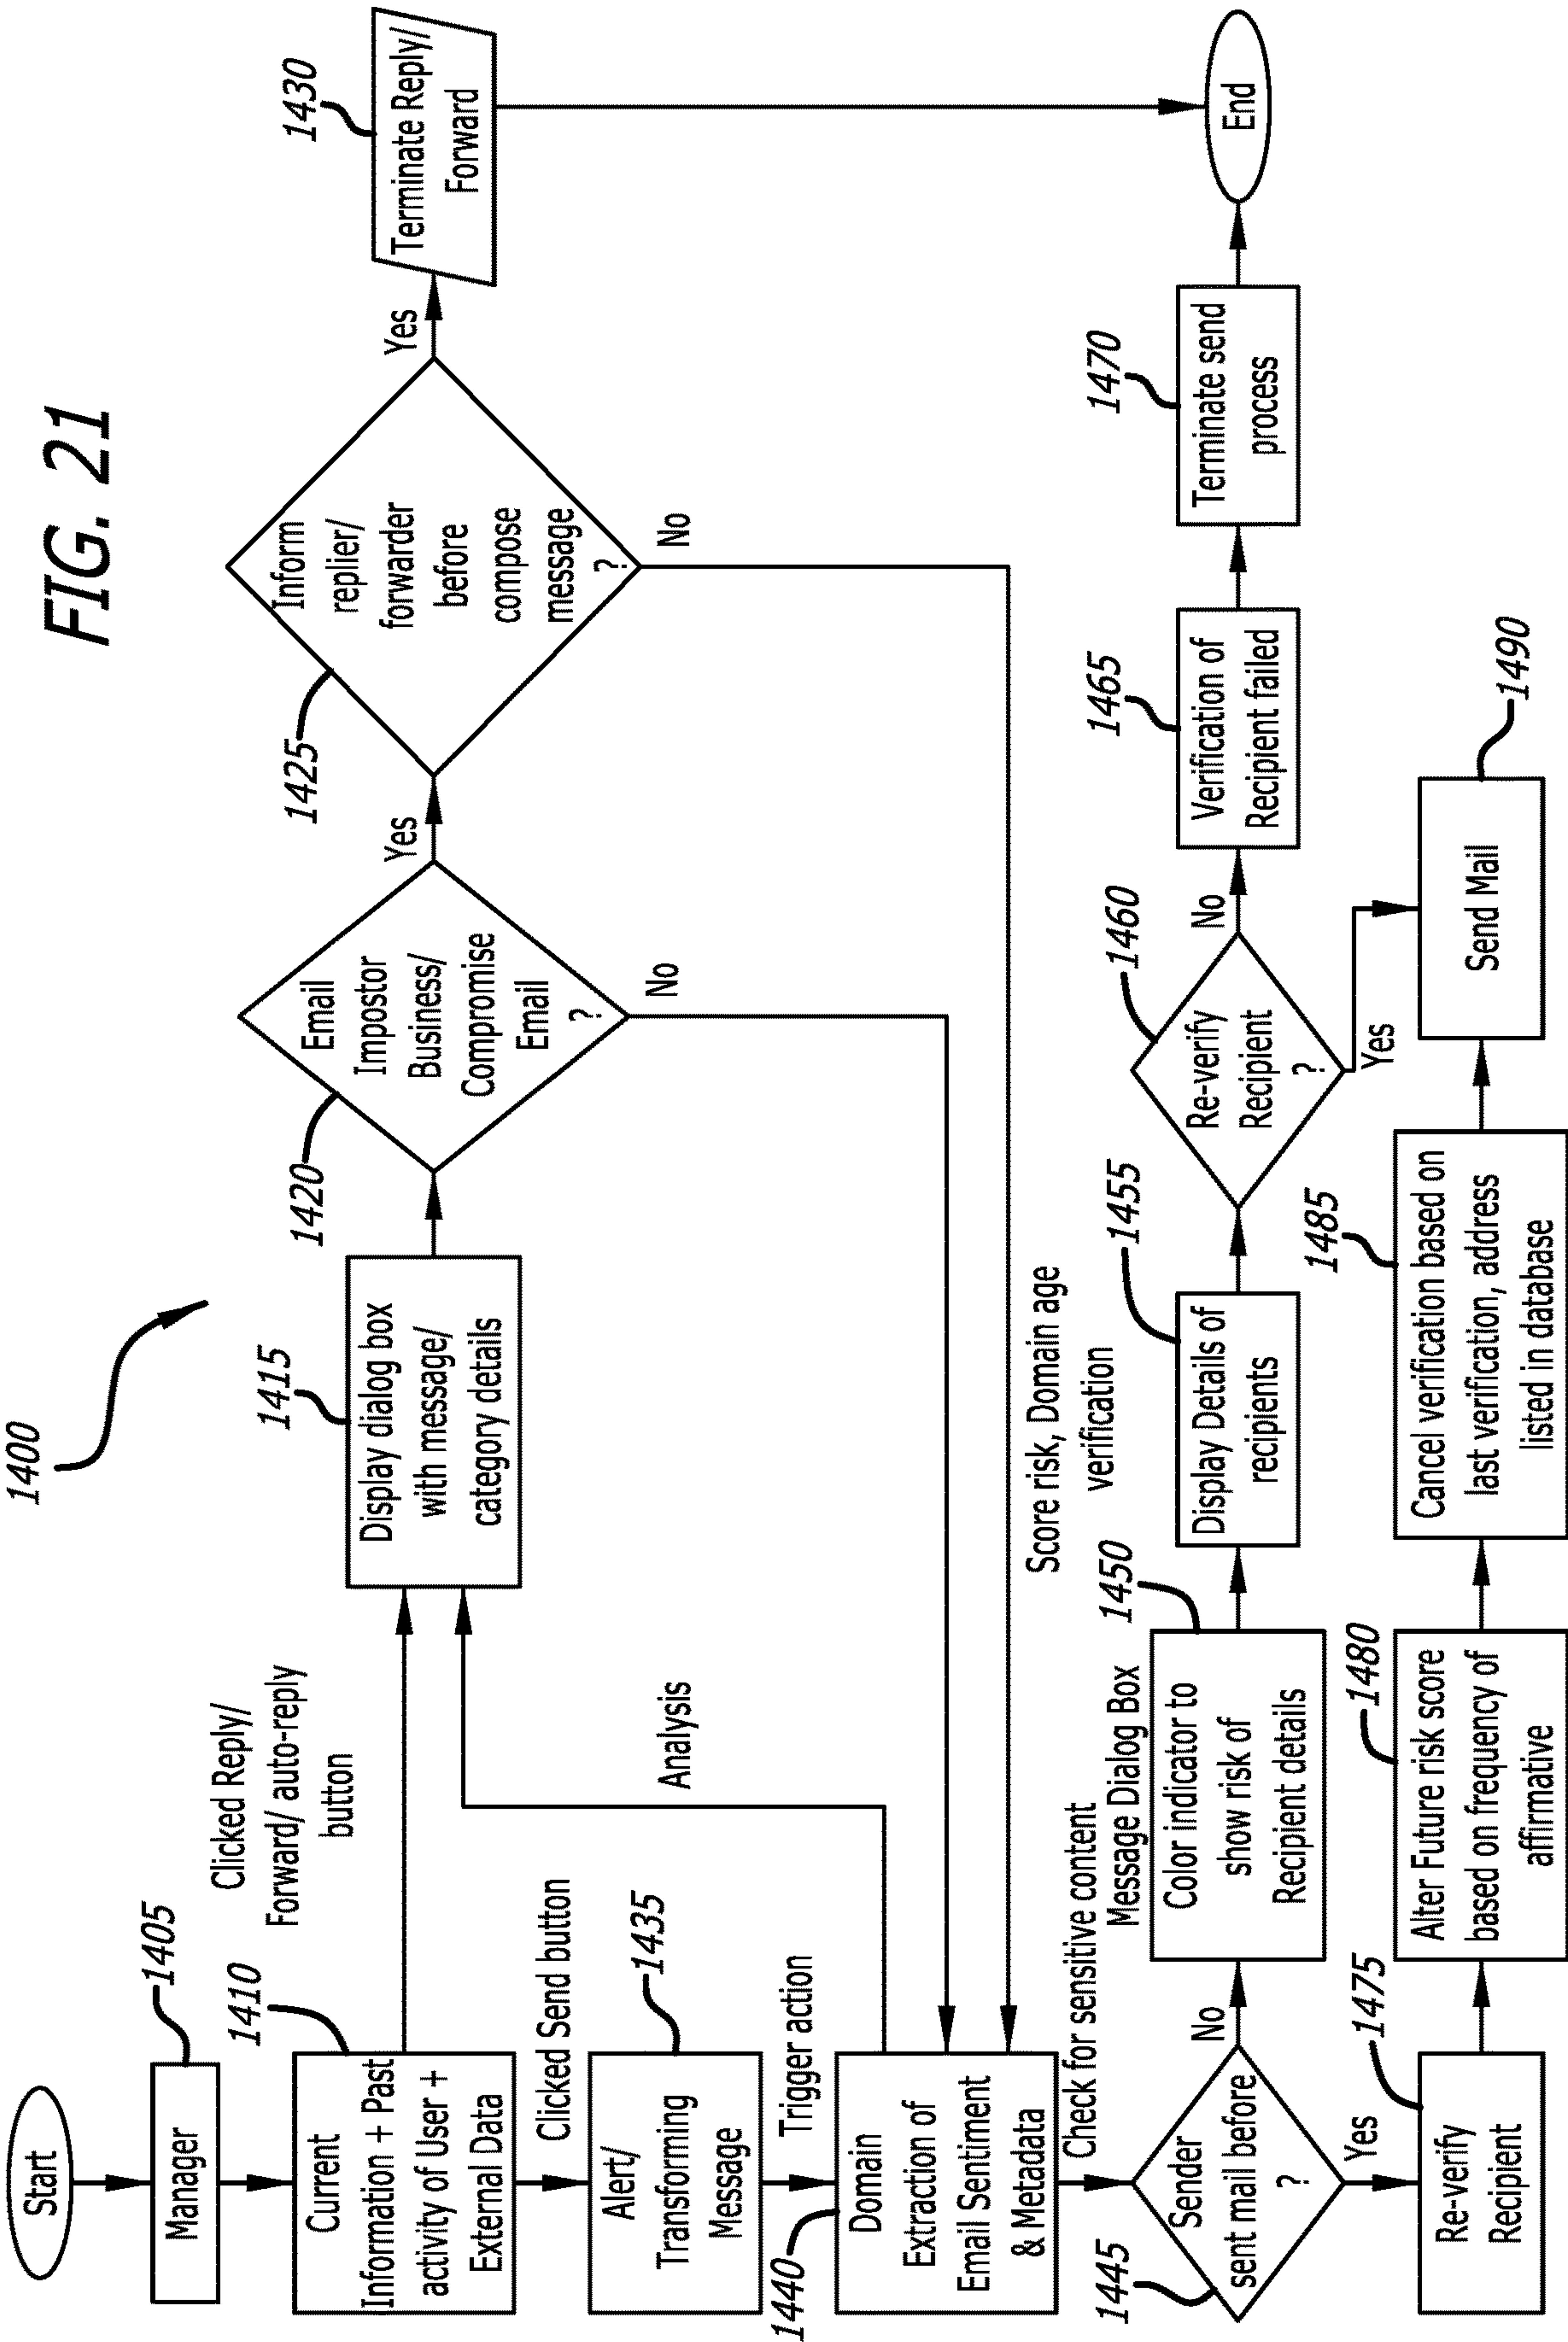 FIG. 21
1400
Start
Manager
1405
Current
Information + Past
activity of User +
External Data
1410
Clicked Reply/
Forward/ auto-reply
button
Display dialog box
with message/
category details
1415
Email
Impostor
Business/
Compromise
Email
?
1420
Yes
No
Inform
replier/
forwarder
before
compose
message
?
1425
Yes
No
Terminate Reply/
Forward
1430
Clicked Send button
Alert/
Transforming
Message
1435
Trigger action
Analysis
Domain
Extraction of
Email Sentiment
& Metadata
1440
Check for sensitive content
Message Dialog Box
Score risk, Domain age
verification
Sender
sent mail before
?
1445
No
Yes
Color indicator to
show risk of
Recipient details
1450
Display Details of
recipients
1455
Re-verify
Recipient
?
1460
No
Yes
Verification of
Recipient failed
1465
Terminate send
process
1470
End
Re-verify
Recipient
1475
Alter Future risk score
based on frequency of
affirmative
1480
Cancel verification based on
last verification, address
listed in database
1485
Send Mail
1490